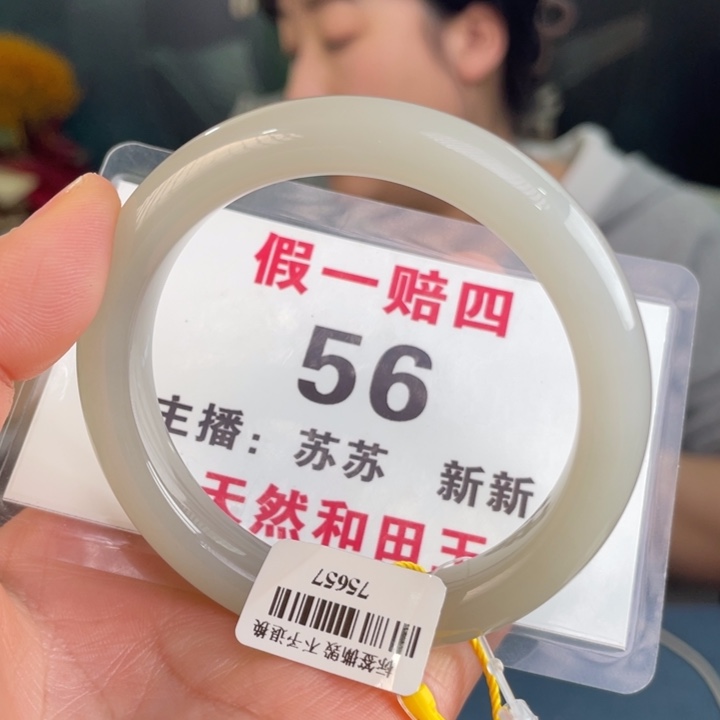 假一赔四
56
主播：苏苏 新新
天然和田玉
75657
标签撕毁 不予退换